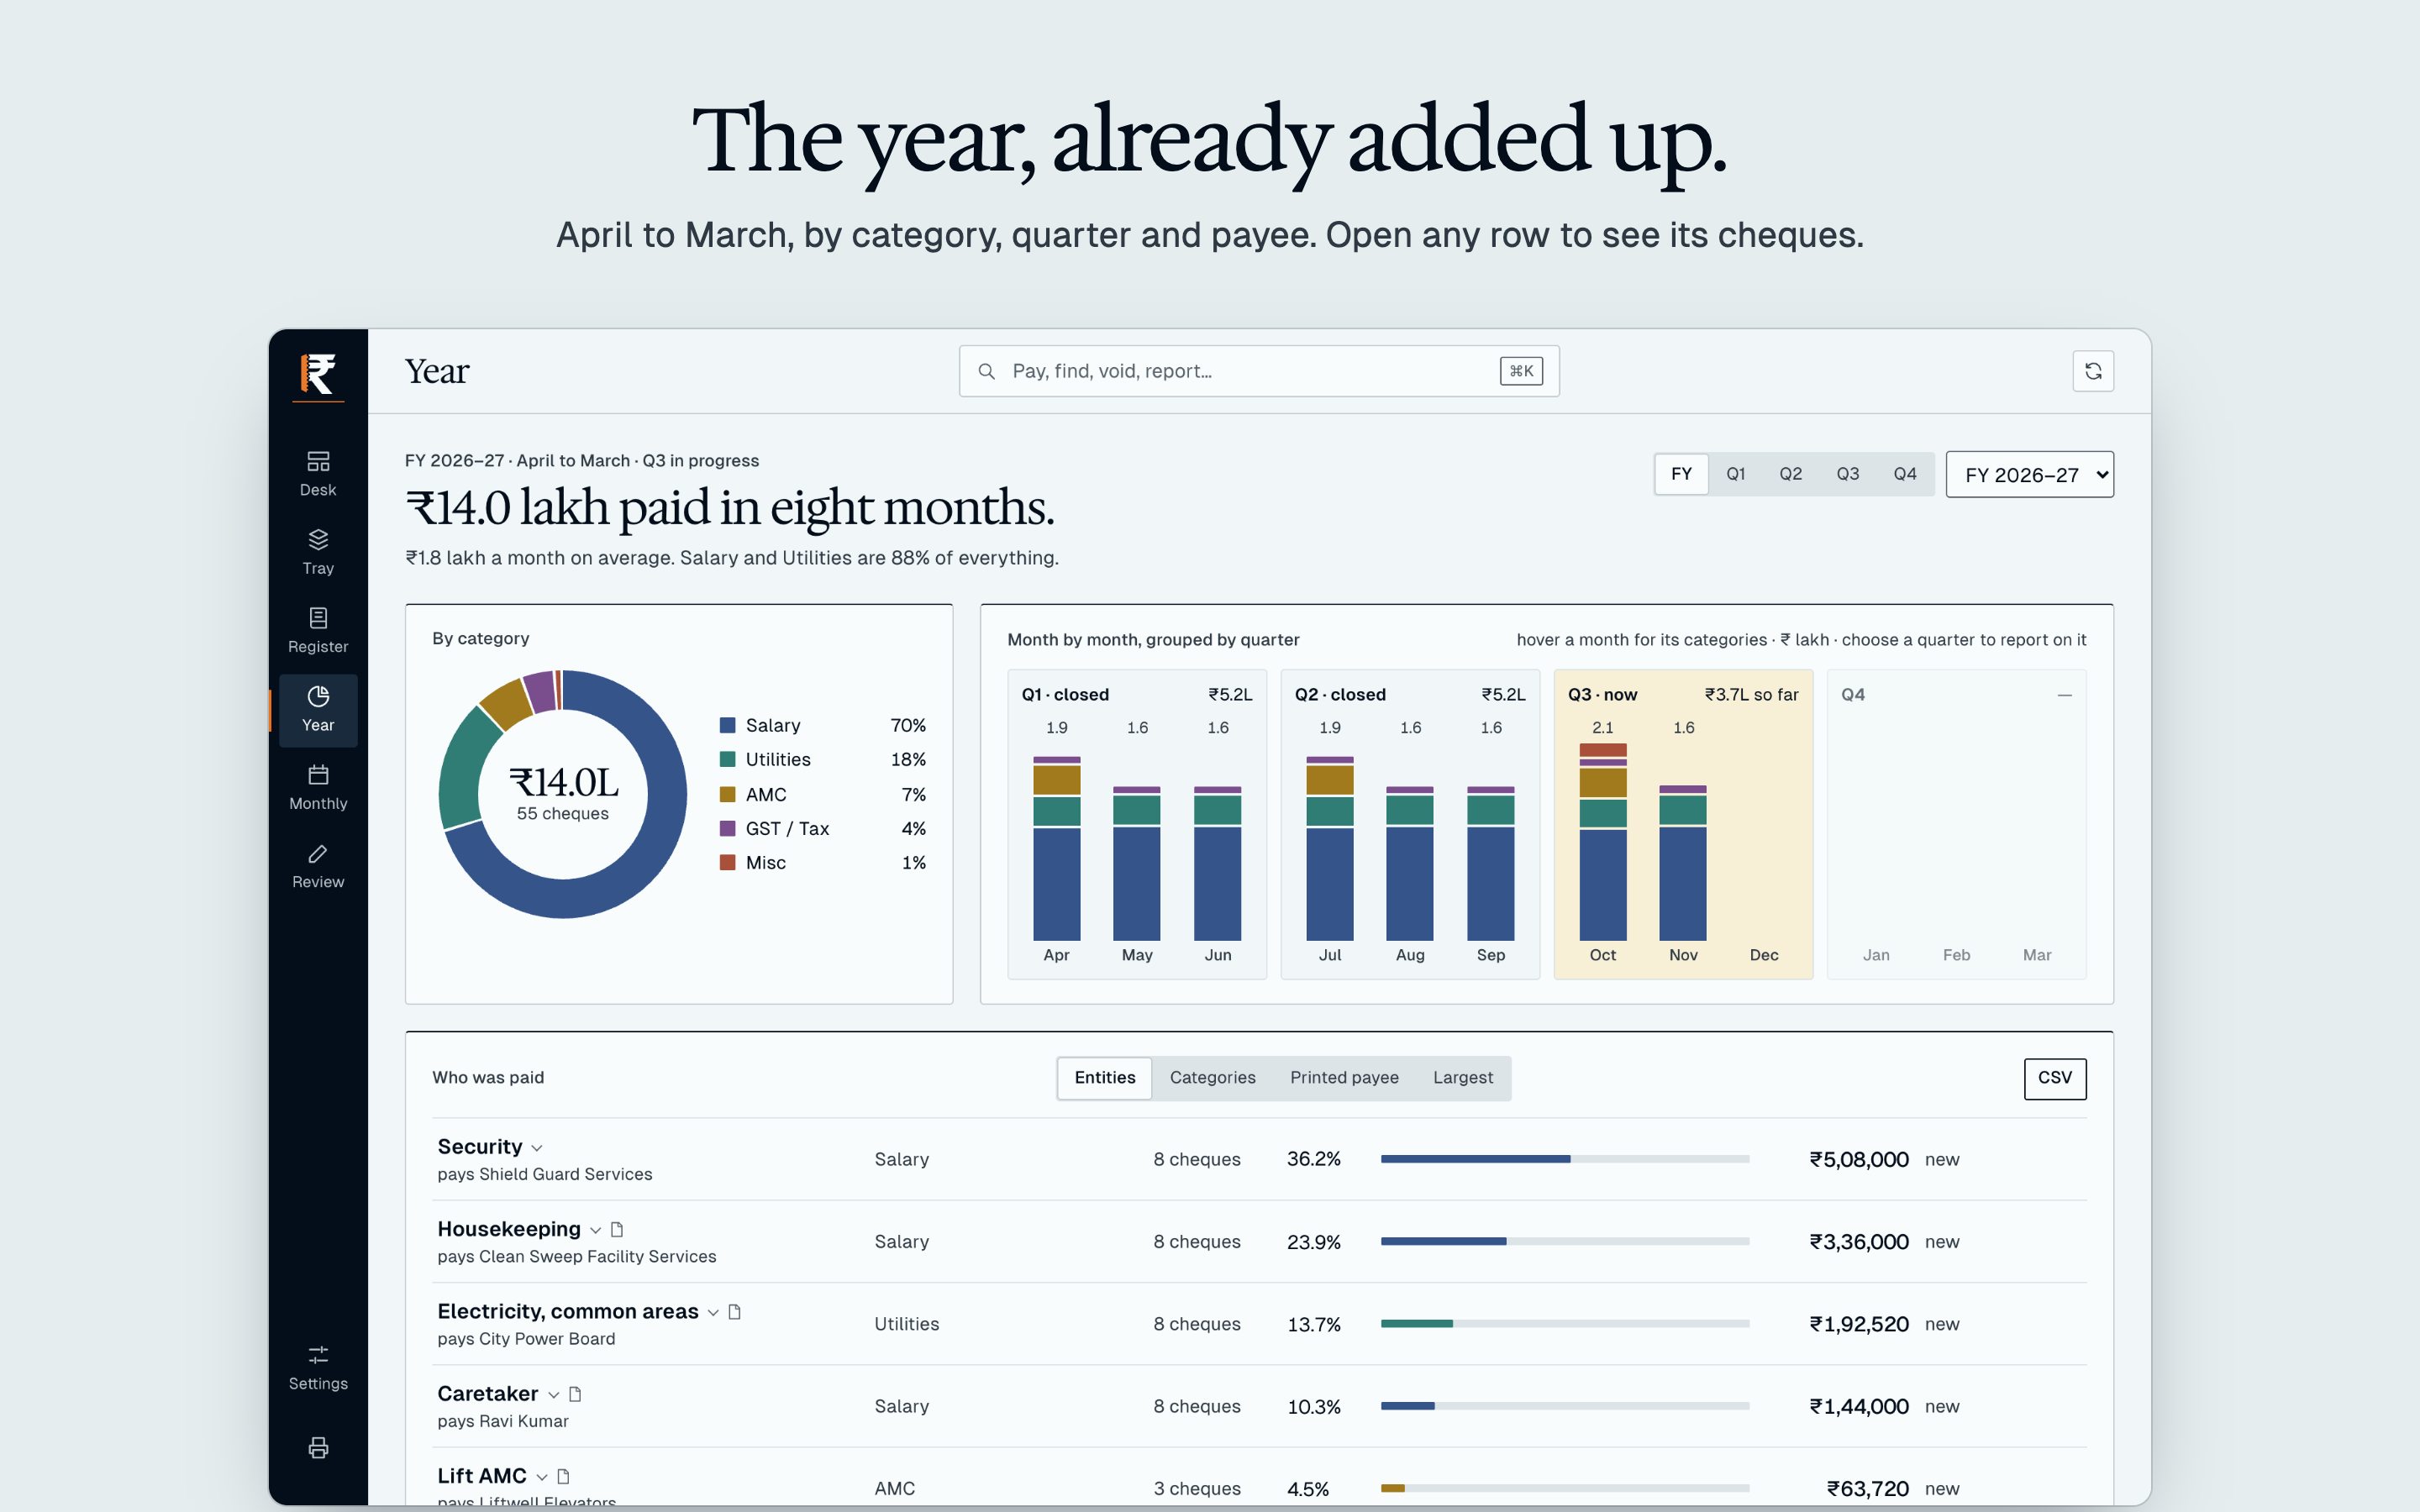 The year, already added up.
April to March, by category, quarter and payee. Open any row to see its cheques.
Year
Pay, find, void, report...
⌘K
Desk
Tray
Register
Year
Monthly
Review
Settings
FY 2026–27 · April to March · Q3 in progress
₹14.0 lakh paid in eight months.
₹1.8 lakh a month on average. Salary and Utilities are 88% of everything.
FY Q1 Q2 Q3 Q4
FY 2026–27
By category
₹14.0L
55 cheques
Salary 70%
Utilities 18%
AMC 7%
GST / Tax 4%
Misc 1%
Month by month, grouped by quarter
hover a month for its categories · ₹ lakh · choose a quarter to report on it
Q1 · closed ₹5.2L
1.9 1.6 1.6
Apr May Jun
Q2 · closed ₹5.2L
1.9 1.6 1.6
Jul Aug Sep
Q3 · now ₹3.7L so far
2.1 1.6
Oct Nov Dec
Q4 —
Jan Feb Mar
Who was paid
Entities Categories Printed payee Largest
CSV
Security
pays Shield Guard Services
Salary 8 cheques 36.2% ₹5,08,000 new
Housekeeping
pays Clean Sweep Facility Services
Salary 8 cheques 23.9% ₹3,36,000 new
Electricity, common areas
pays City Power Board
Utilities 8 cheques 13.7% ₹1,92,520 new
Caretaker
pays Ravi Kumar
Salary 8 cheques 10.3% ₹1,44,000 new
Lift AMC
pays Liftwell Elevators
AMC 3 cheques 4.5% ₹63,720 new